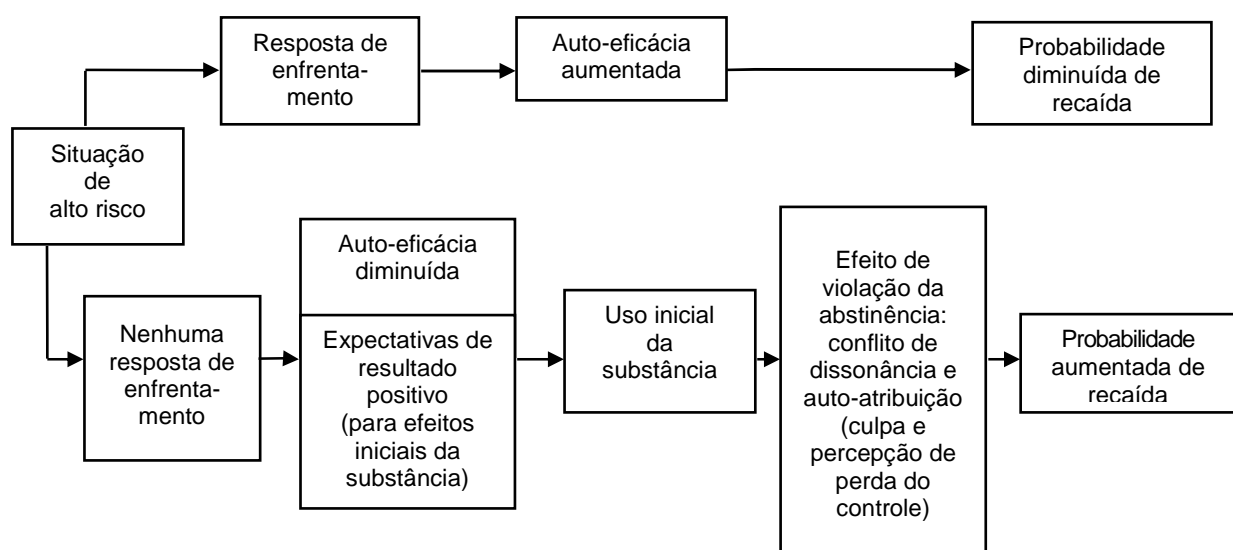 Resposta de
enfrenta-
mento
Auto-eficácia
aumentada
Probabilidade
diminuída de
recaída
Situação
de
alto risco
Nenhuma
resposta de
enfrenta-
mento
Auto-eficácia
diminuída
Expectativas de
resultado
positivo
(para efeitos
iniciais da
substância)
Uso inicial
da
substância
Efeito de
violação da
abstinência:
conflito de
dissonância e
auto-atribuição
(culpa e
percepção de
perda do
controle)
Probabilidade
aumentada de
recaída